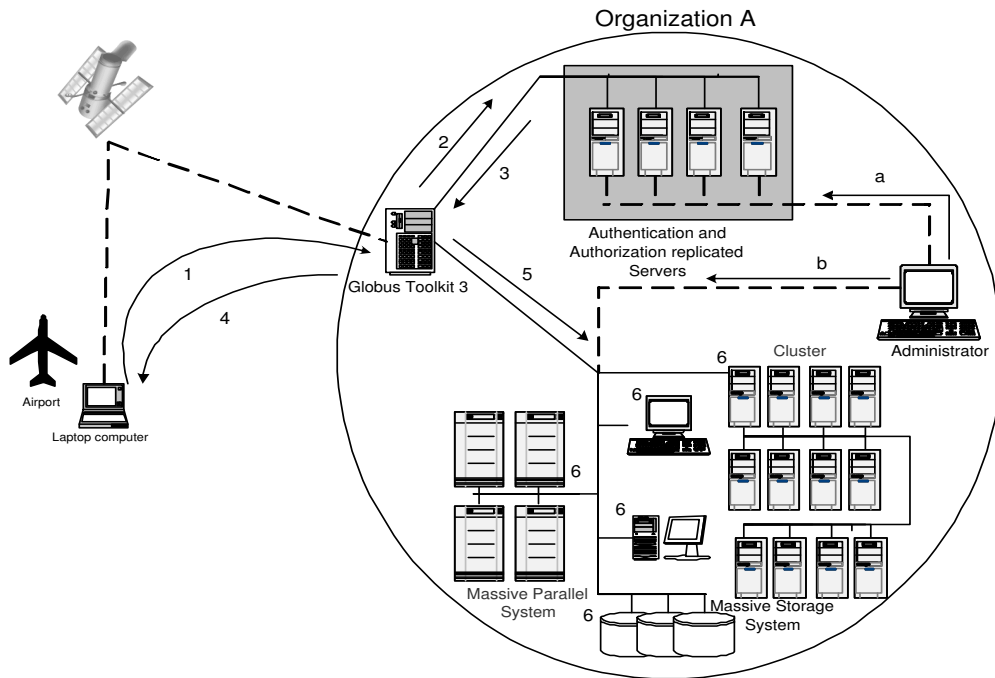 Organization A
2
3
a
Authentication and
Authorization replicated
Servers
b
1
5
Globus Toolkit 3
4
Administrator
Cluster
6
6
Airport
Laptop computer
6
6
Massive Parallel
System
Massive Storage
System
6